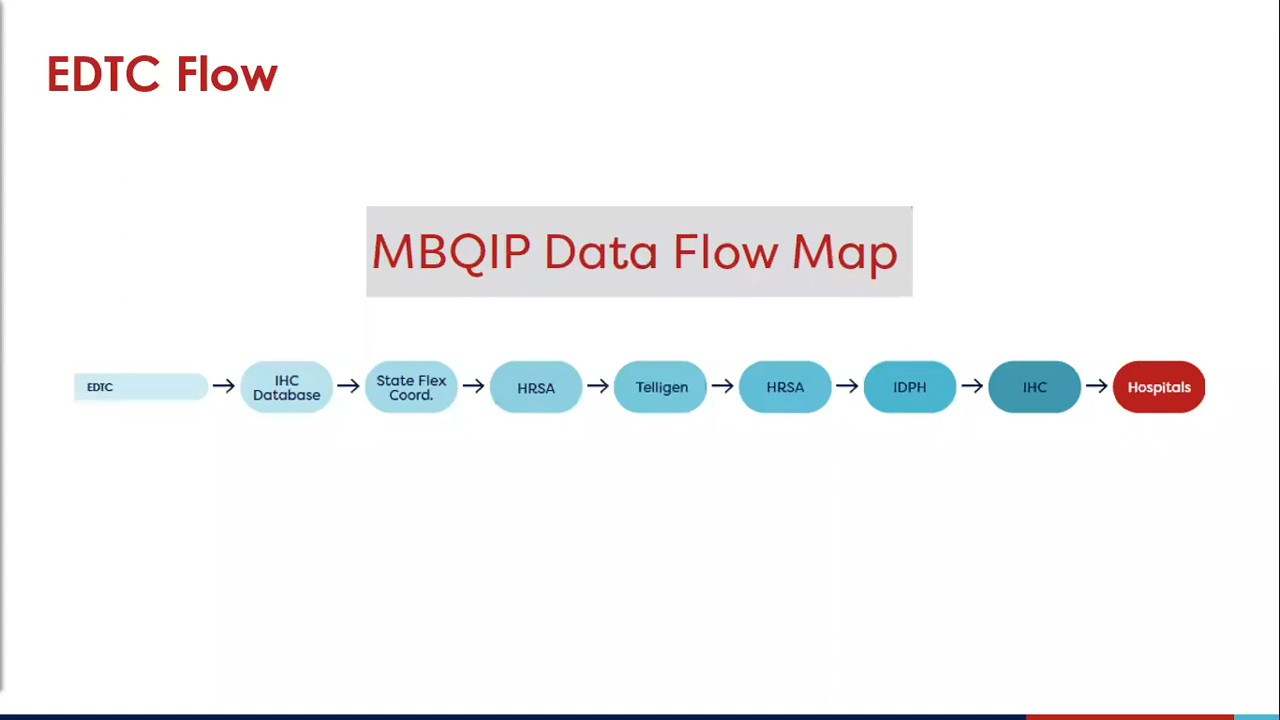 EDTC Flow
MBQIP Data Flow Map
EDTC
IHC
Database
State Flex
Coord.
HRSA
Telligen
HRSA
IDPH
IHC
Hospitals